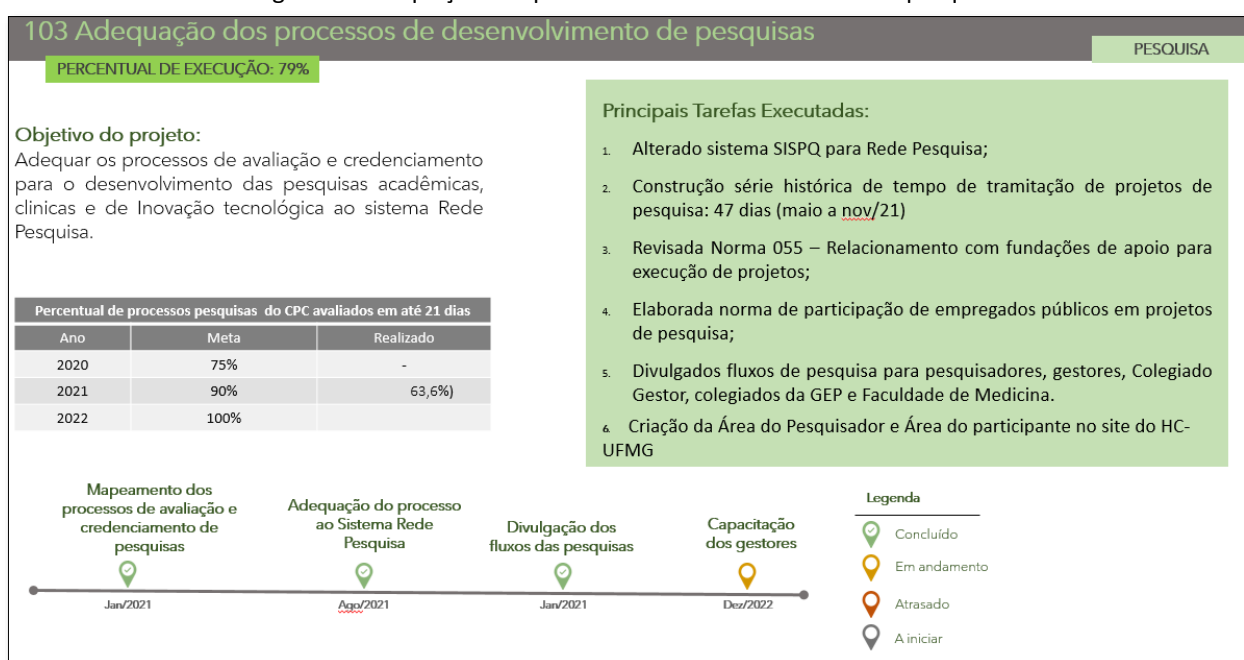 103 Adequação dos processos de desenvolvimento de pesquisas
PESQUISA
PERCENTUAL DE EXECUÇÃO: 79%
Objetivo do projeto:
Adequar os processos de avaliação e credenciamento
para o desenvolvimento das pesquisas acadêmicas,
clinicas e de Inovação tecnológica ao sistema Rede
Pesquisa.
Percentual de processos pesquisas do CPC avaliados em até 21 dias
Ano Meta Realizado
2020 75% -
2021 90% 63,6%)
2022 100%
Principais Tarefas Executadas:
1. Alterado sistema SISPQ para Rede Pesquisa;
2. Construção série histórica de tempo de tramitação de projetos de
pesquisa: 47 dias (maio a nov/21)
3. Revisada Norma 055 – Relacionamento com fundações de apoio para
execução de projetos;
4. Elaborada norma de participação de empregados públicos em projetos
de pesquisa;
5. Divulgados fluxos de pesquisa para pesquisadores, gestores, Colegiado
Gestor, colegiados da GEP e Faculdade de Medicina.
6. Criação da Área do Pesquisador e Área do participante no site do HC-
UFMG
Mapeamento dos
processos de avaliação e
credenciamento de
pesquisas
Jan/2021
Adequação do processo
ao Sistema Rede
Pesquisa
Ago/2021
Divulgação dos
fluxos das pesquisas
Jan/2021
Capacitação
dos gestores
Dez/2022
Legenda
Concluído
Em andamento
Atrasado
A iniciar